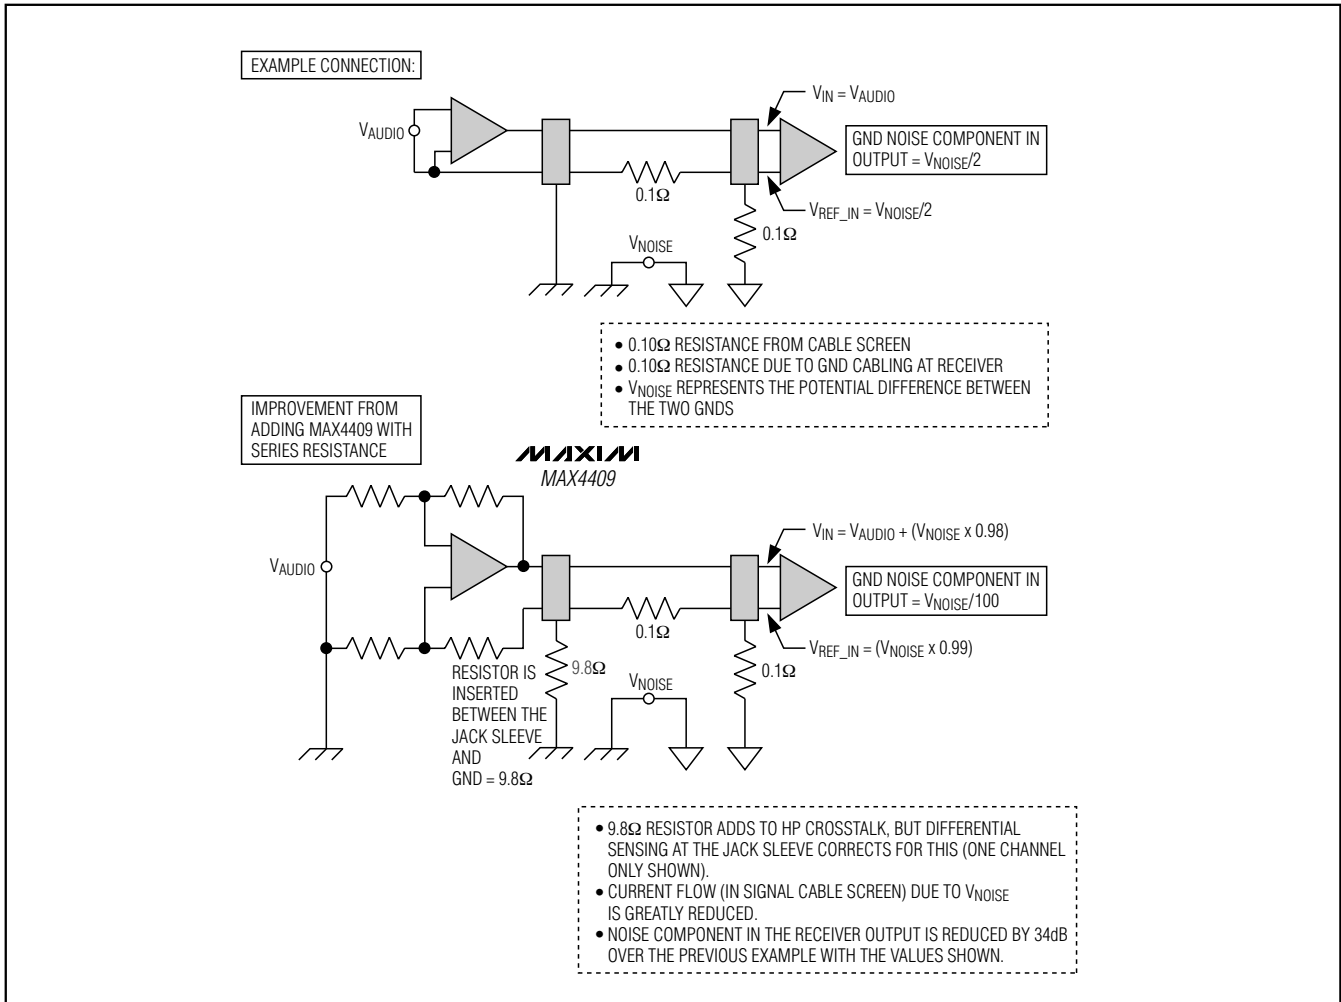 EXAMPLE CONNECTION:
VAUDIO
VIN = VAUDIO
GND NOISE COMPONENT IN
OUTPUT = VNOISE/2
0.1Ω
VREF_IN = VNOISE/2
0.1Ω
VNOISE
• 0.10Ω RESISTANCE FROM CABLE SCREEN
• 0.10Ω RESISTANCE DUE TO GND CABLING AT RECEIVER
• VNOISE REPRESENTS THE POTENTIAL DIFFERENCE BETWEEN
THE TWO GNDS
IMPROVEMENT FROM
ADDING MAX4409 WITH
SERIES RESISTANCE
MAXIM
MAX4409
VAUDIO
VIN = VAUDIO + (VNOISE x 0.98)
GND NOISE COMPONENT IN
OUTPUT = VNOISE/100
0.1Ω
VREF_IN = (VNOISE x 0.99)
9.8Ω
0.1Ω
VNOISE
RESISTOR IS
INSERTED
BETWEEN THE
JACK SLEEVE
AND
GND = 9.8Ω
• 9.8Ω RESISTOR ADDS TO HP CROSSTALK, BUT DIFFERENTIAL
SENSING AT THE JACK SLEEVE CORRECTS FOR THIS (ONE CHANNEL
ONLY SHOWN).
• CURRENT FLOW (IN SIGNAL CABLE SCREEN) DUE TO VNOISE
IS GREATLY REDUCED.
• NOISE COMPONENT IN THE RECEIVER OUTPUT IS REDUCED BY 34dB
OVER THE PREVIOUS EXAMPLE WITH THE VALUES SHOWN.